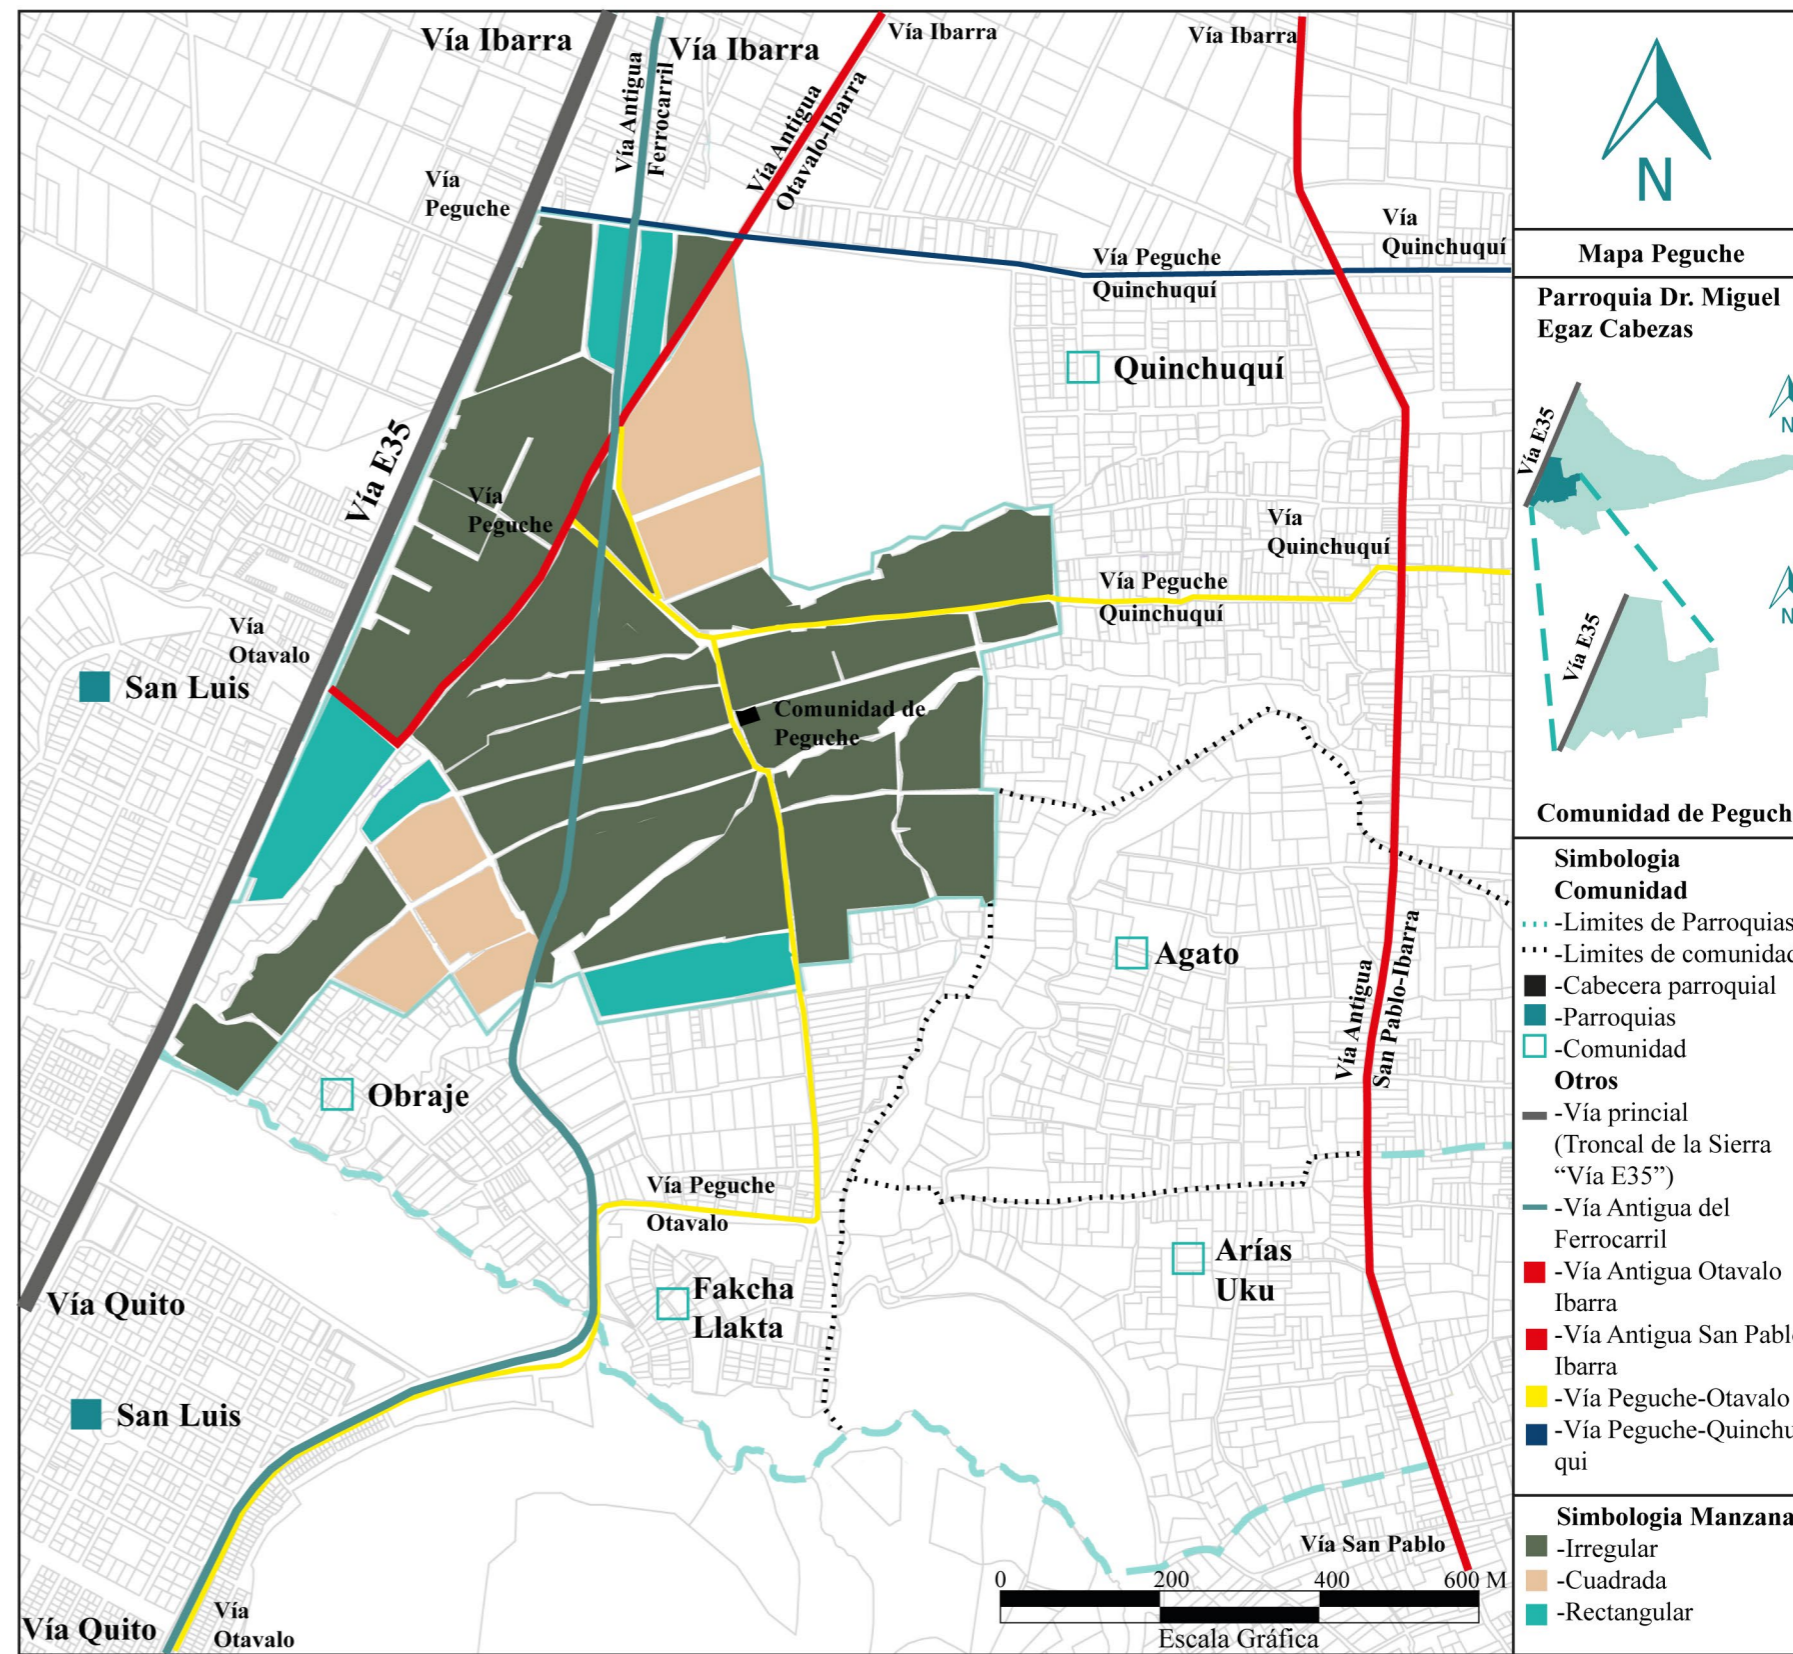 Vía Ibarra
Vía Ibarra
Vía Ibarra
Vía Ibarra
Vía Antigua
Ferrocarril
Vía Antigua
Otavalo-Ibarra
Vía
Peguche
Vía
Quinchuquí
Vía Peguche
Quinchuquí
Quinchuquí
Vía E35
Vía
Peguche
Vía
Quinchuquí
Vía Peguche
Quinchuquí
Vía
Otavalo
San Luis
Comunidad de
Peguche
Agato
Vía Antigua
San Pablo-Ibarra
Obraje
Vía Peguche
Otavalo
Arías
Uku
Fakcha
Llakta
Vía Quito
San Luis
Vía San Pablo
Vía Quito
Vía
Otavalo
0 200 400 600 M
Escala Gráfica
N
Mapa Peguche
Parroquia Dr. Miguel
Egaz Cabezas
Vía E35
N
Vía E35
N
Comunidad de Peguch
Simbologia
Comunidad
-Limites de Parroquias
-Limites de comunidad
-Cabecera parroquial
-Parroquias
-Comunidad
Otros
-Vía princial
(Troncal de la Sierra
“Vía E35”)
-Vía Antigua del
Ferrocarril
-Vía Antigua Otavalo
Ibarra
-Vía Antigua San Pabl
Ibarra
-Vía Peguche-Otavalo
-Vía Peguche-Quinchu
qui
Simbologia Manzana
-Irregular
-Cuadrada
-Rectangular